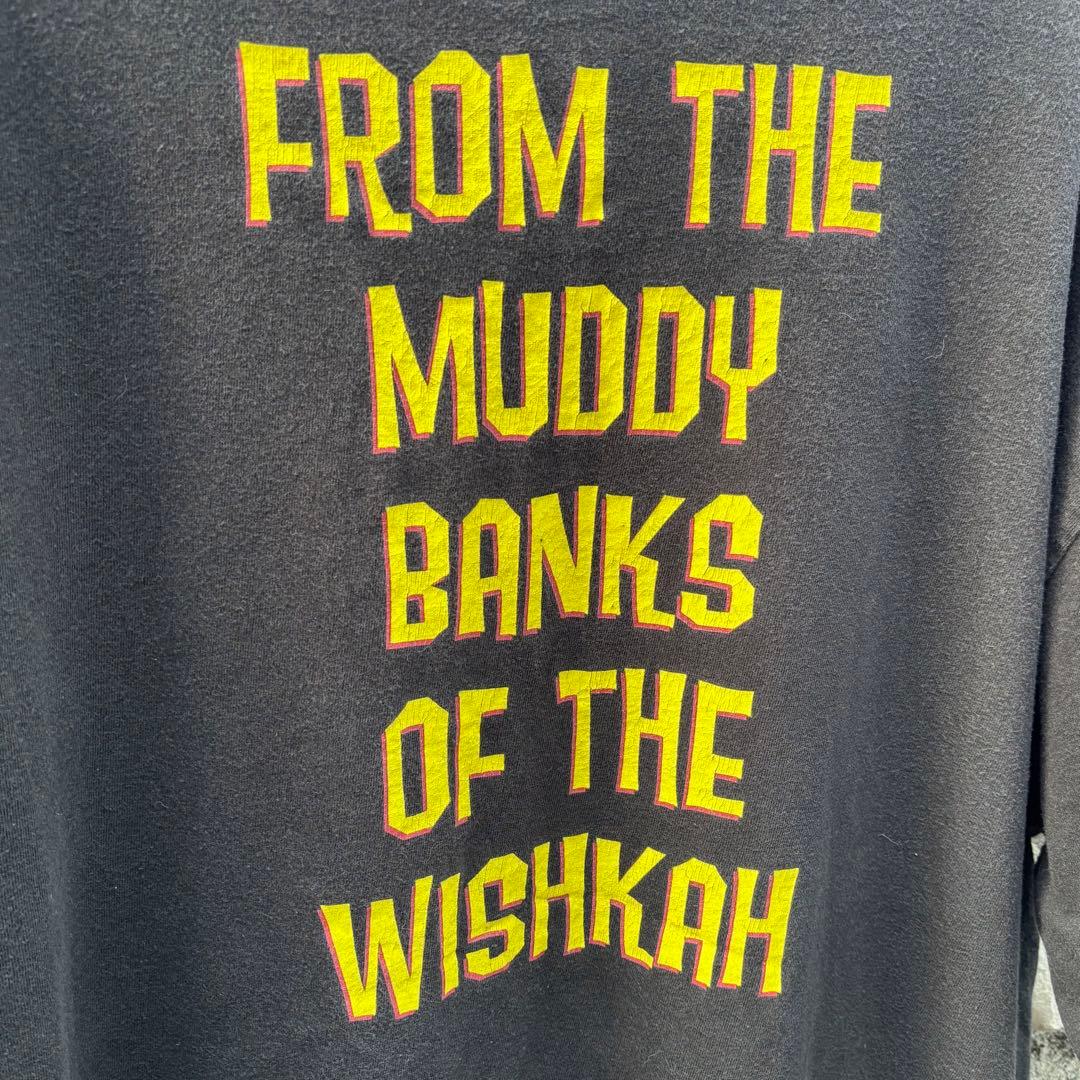 FROM THE
MUDDY
BANKS
OF THE
WISHKAH